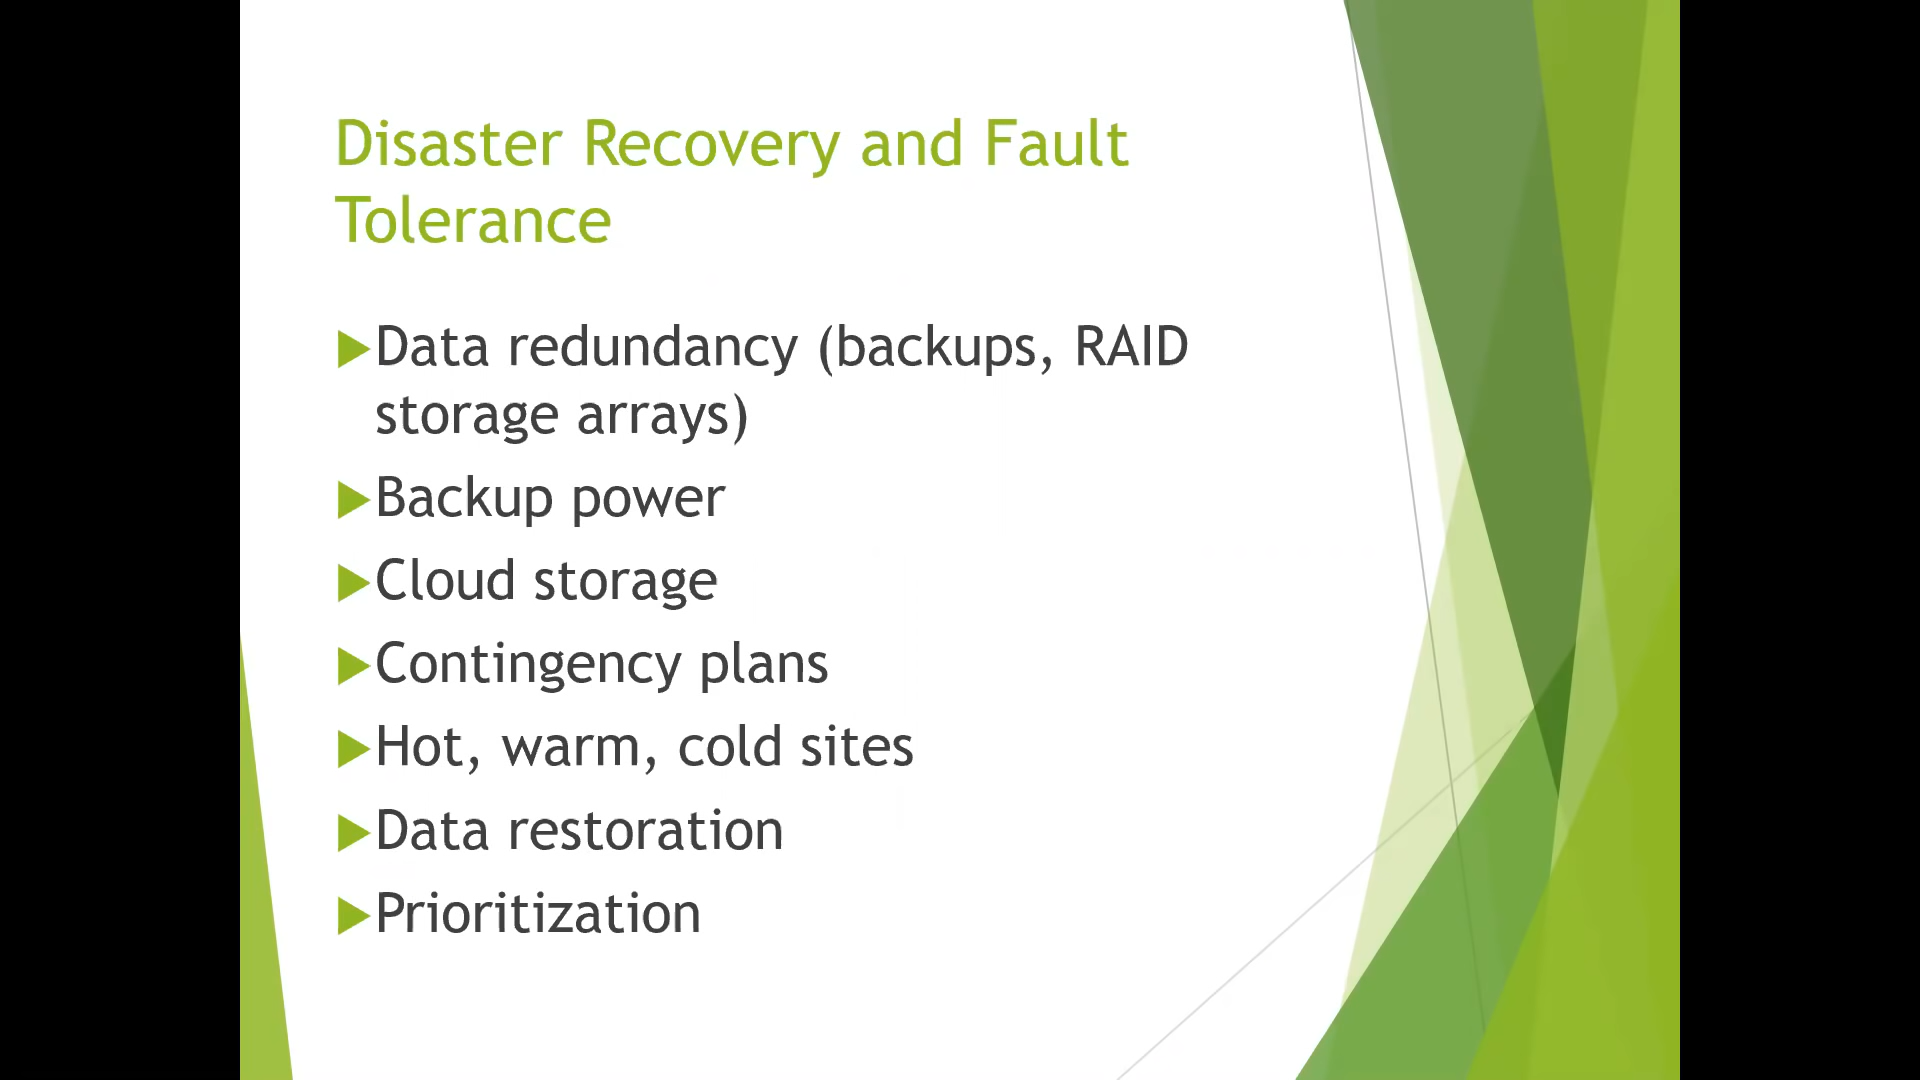 Disaster Recovery and Fault
Tolerance
Data redundancy (backups, RAID
storage arrays)
Backup power
Cloud storage
Contingency plans
Hot, warm, cold sites
Data restoration
Prioritization